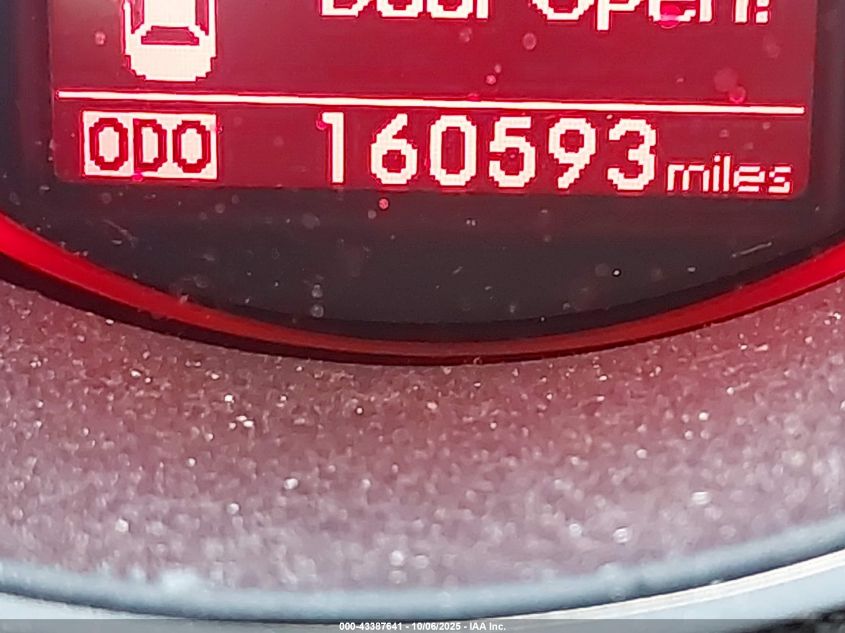 Door Open!
ODO 160593 miles
000-43387641 - 10/06/2025 - IAA Inc.